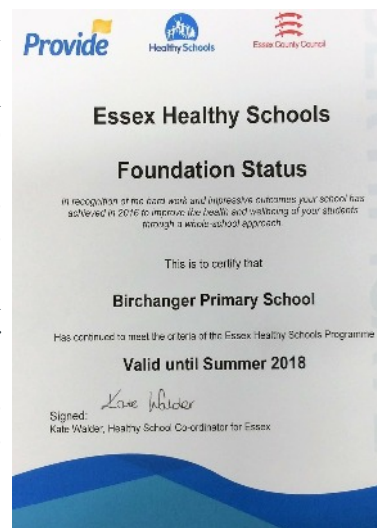 Provide
Healthy Schools
Essex County Council
Essex Healthy Schools
Foundation Status
In recognition of the hard work and impressive outcomes your school has
achieved in 2016 to improve the health and wellbeing of your students
through a whole-school approach
This is to certify that
Birchanger Primary School
Has continued to meet the criteria of the Essex Healthy Schools Programme
Valid until Summer 2018
Kate Walder
Signed:
Kate Walder, Healthy School Co-ordinator for Essex